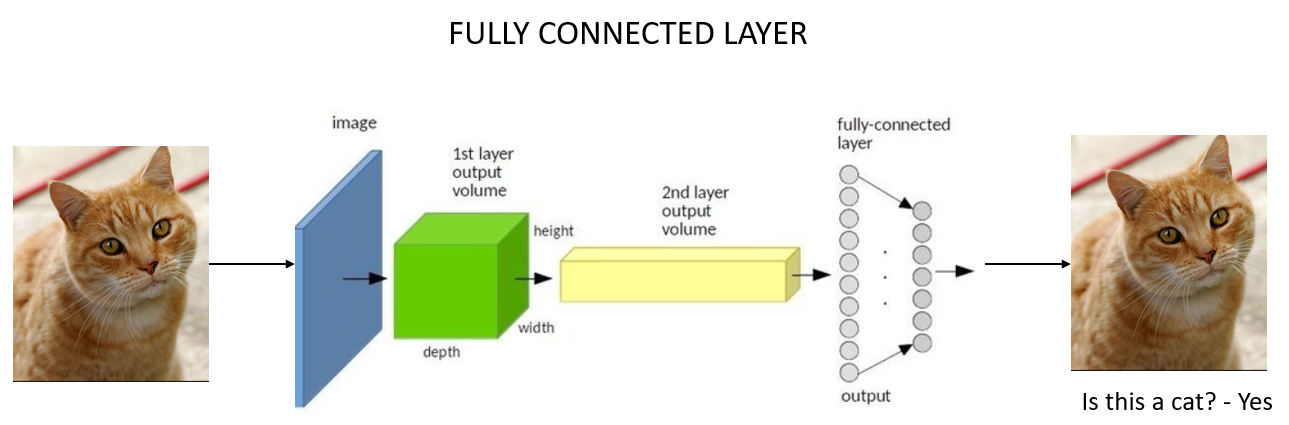 FULLY CONNECTED LAYER
image
1st layer
output
volume
height
width
depth
2nd layer
output
volume
fully-connected
layer
output
Is this a cat? - Yes